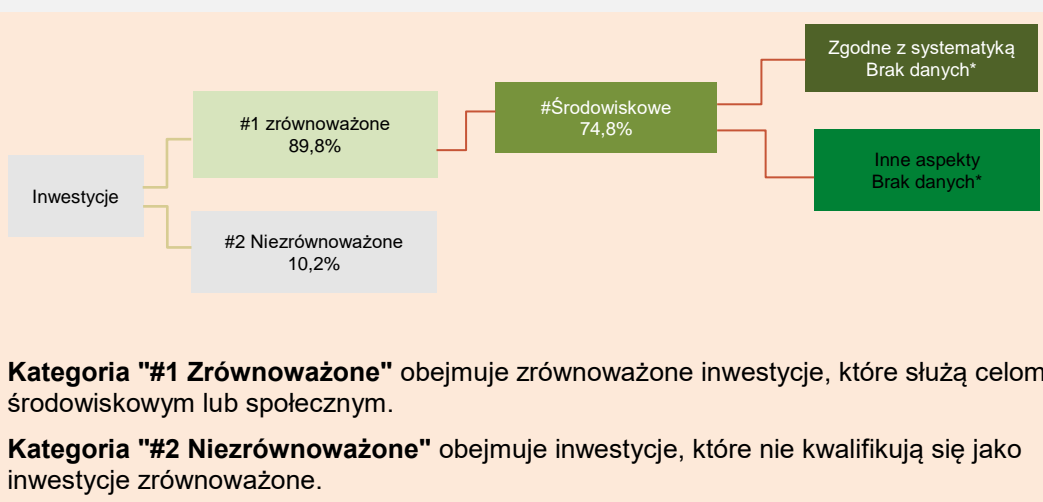 Inwestycje
#1 zrównoważone
89,8%
#2 Niezrównoważone
10,2%
#Środowiskowe
74,8%
Zgodne z systematyką
Brak danych*
Inne aspekty
Brak danych*
Kategoria "#1 Zrównoważone" obejmuje zrównoważone inwestycje, które służą celom
środowiskowym lub społecznym.
Kategoria "#2 Niezrównoważone" obejmuje inwestycje, które nie kwalifikują się jako
inwestycje zrównoważone.